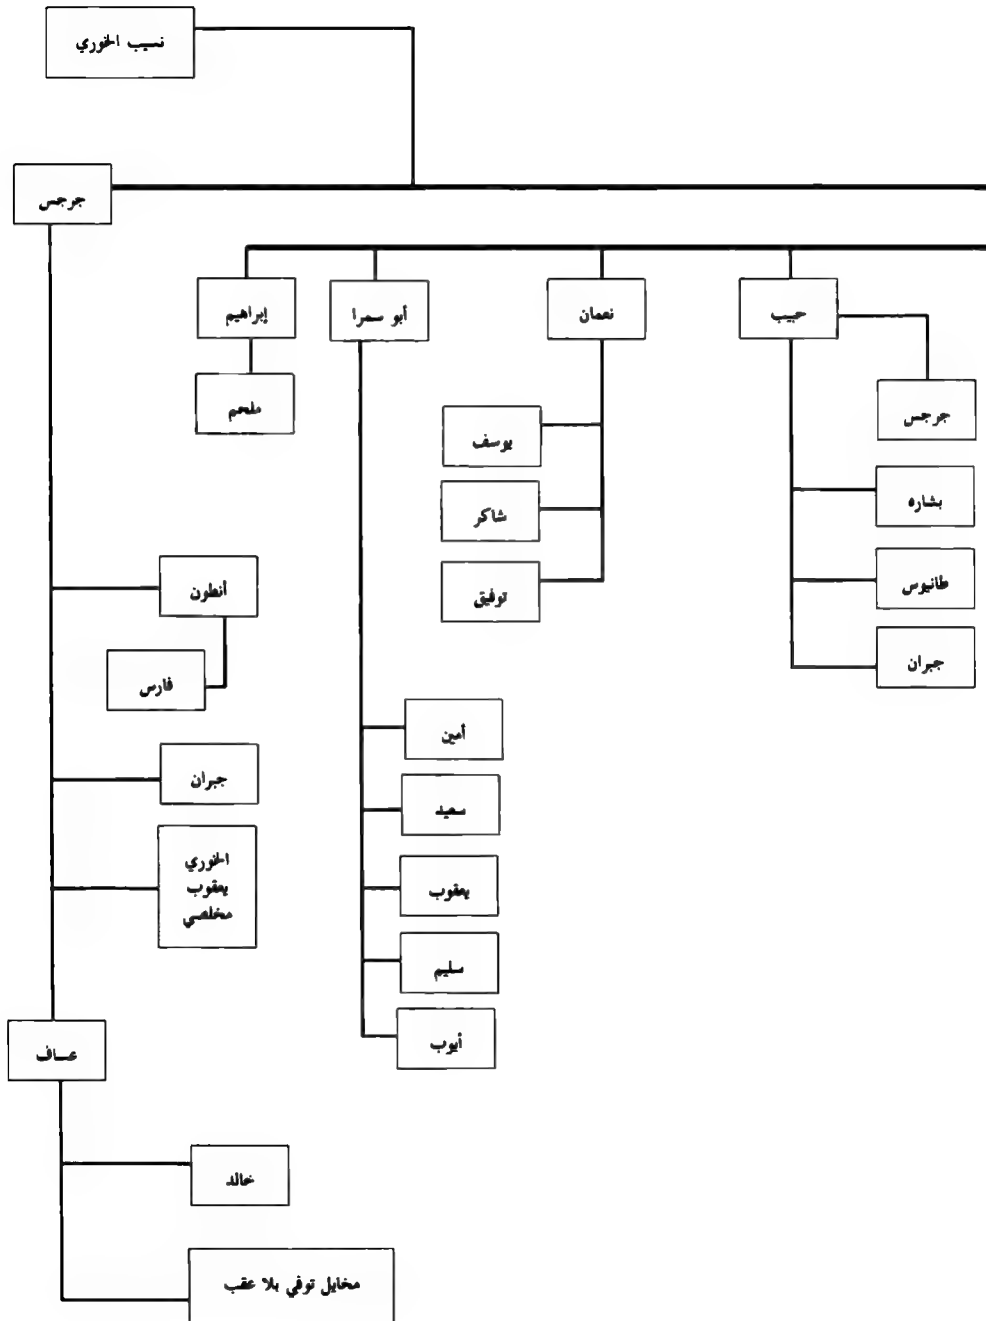 نسيب الخوري
جرجس
حبيب
نعمان
أبو سمرا
إبراهيم
ملحم
جرجس
بشاره
طانيوس
جبران
يوسف
شاكر
توفيق
أنطون
فارس
جبران
الخوري
يعقوب
مخلصي
أمين
سعيد
يعقوب
سليم
أيوب
عساف
خالد
مخايل توفي بلا عقب